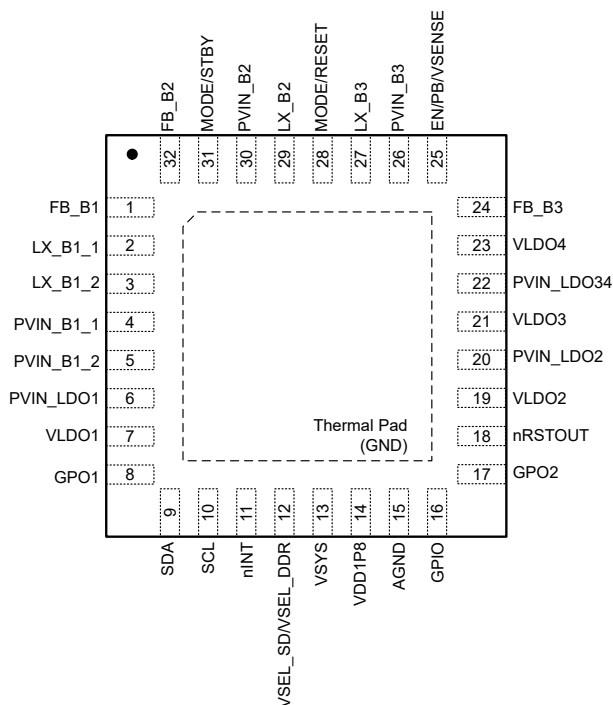 FB_B2
MODE/STBY
PVIN_B2
LX_B2
MODE/RESET
LX_B3
PVIN_B3
EN/PB/VSENSE
32
31
30
29
28
27
26
25
FB_B1 1
LX_B1_1 2
LX_B1_2 3
PVIN_B1_1 4
PVIN_B1_2 5
PVIN_LDO1 6
VLDO1 7
GPO1 8
24 FB_B3
23 VLDO4
22 PVIN_LDO34
21 VLDO3
20 PVIN_LDO2
19 VLDO2
18 nRSTOUT
17 GPO2
Thermal Pad
(GND)
9
10
11
12
13
14
15
16
SDA
SCL
nINT
VSEL_SD/VSEL_DDR
VSYS
VDD1P8
AGND
GPIO